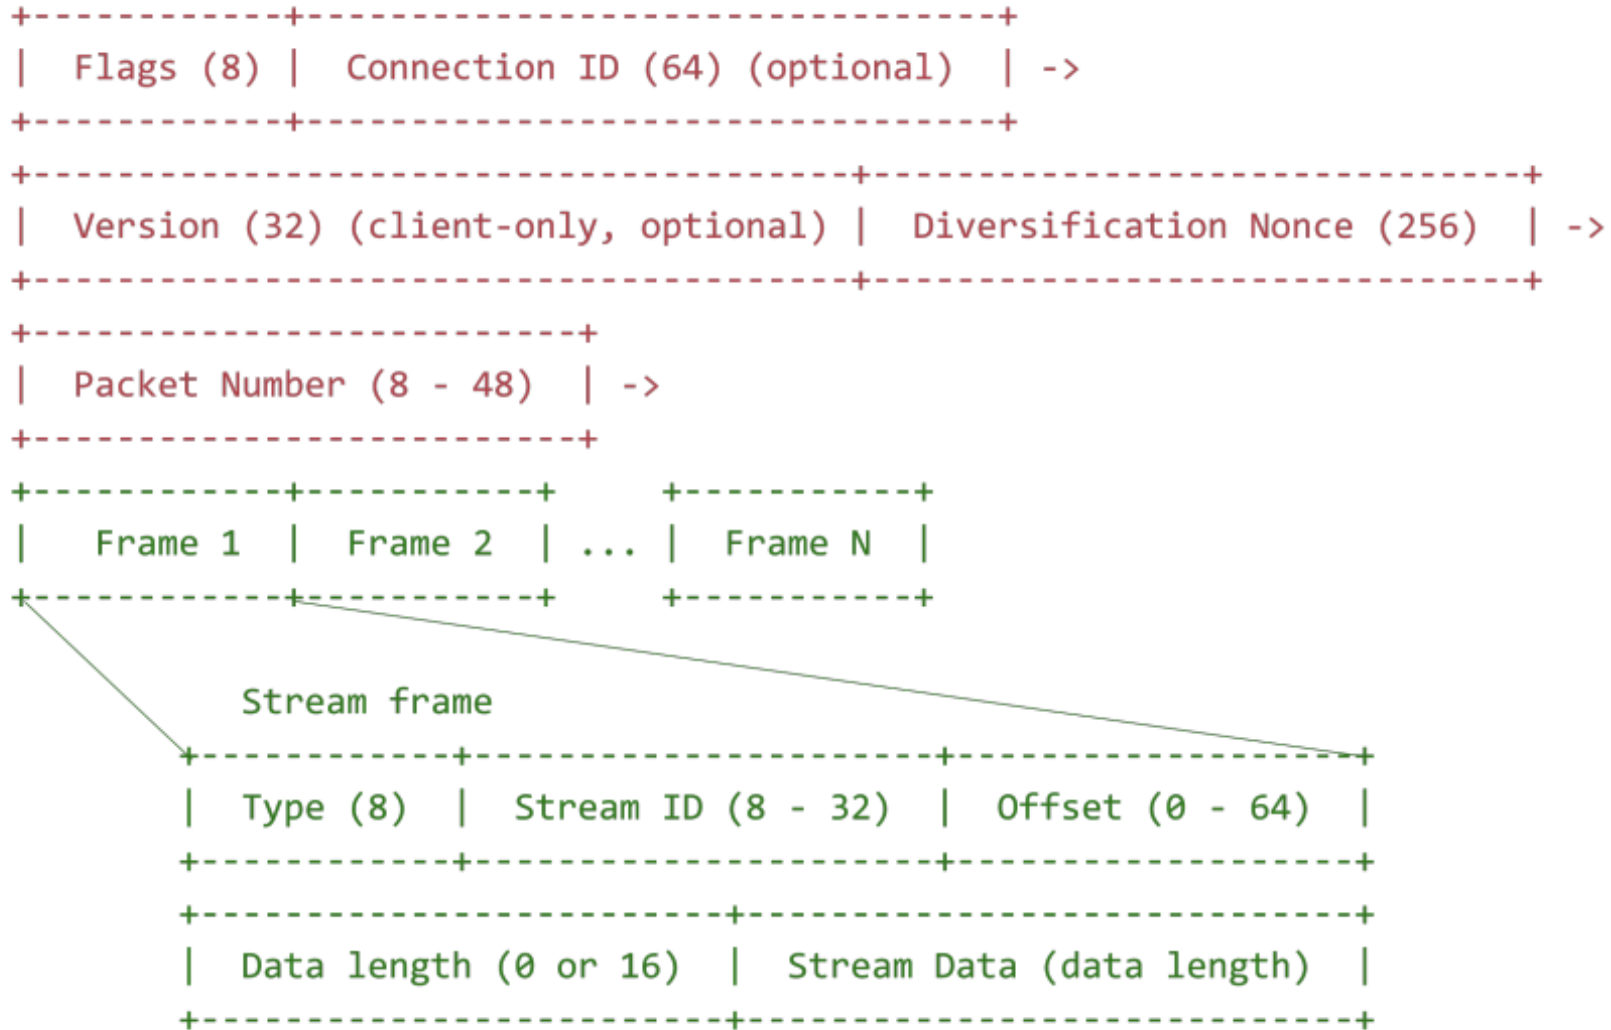 | Flags (8) | Connection ID (64) (optional) | ->
| Version (32) (client-only, optional) | Diversification Nonce (256) | ->
| Packet Number (8 - 48) | ->
| Frame 1 | Frame 2 | ... | Frame N |
Stream frame
| Type (8) | Stream ID (8 - 32) | Offset (0 - 64) |
| Data length (0 or 16) | Stream Data (data length) |